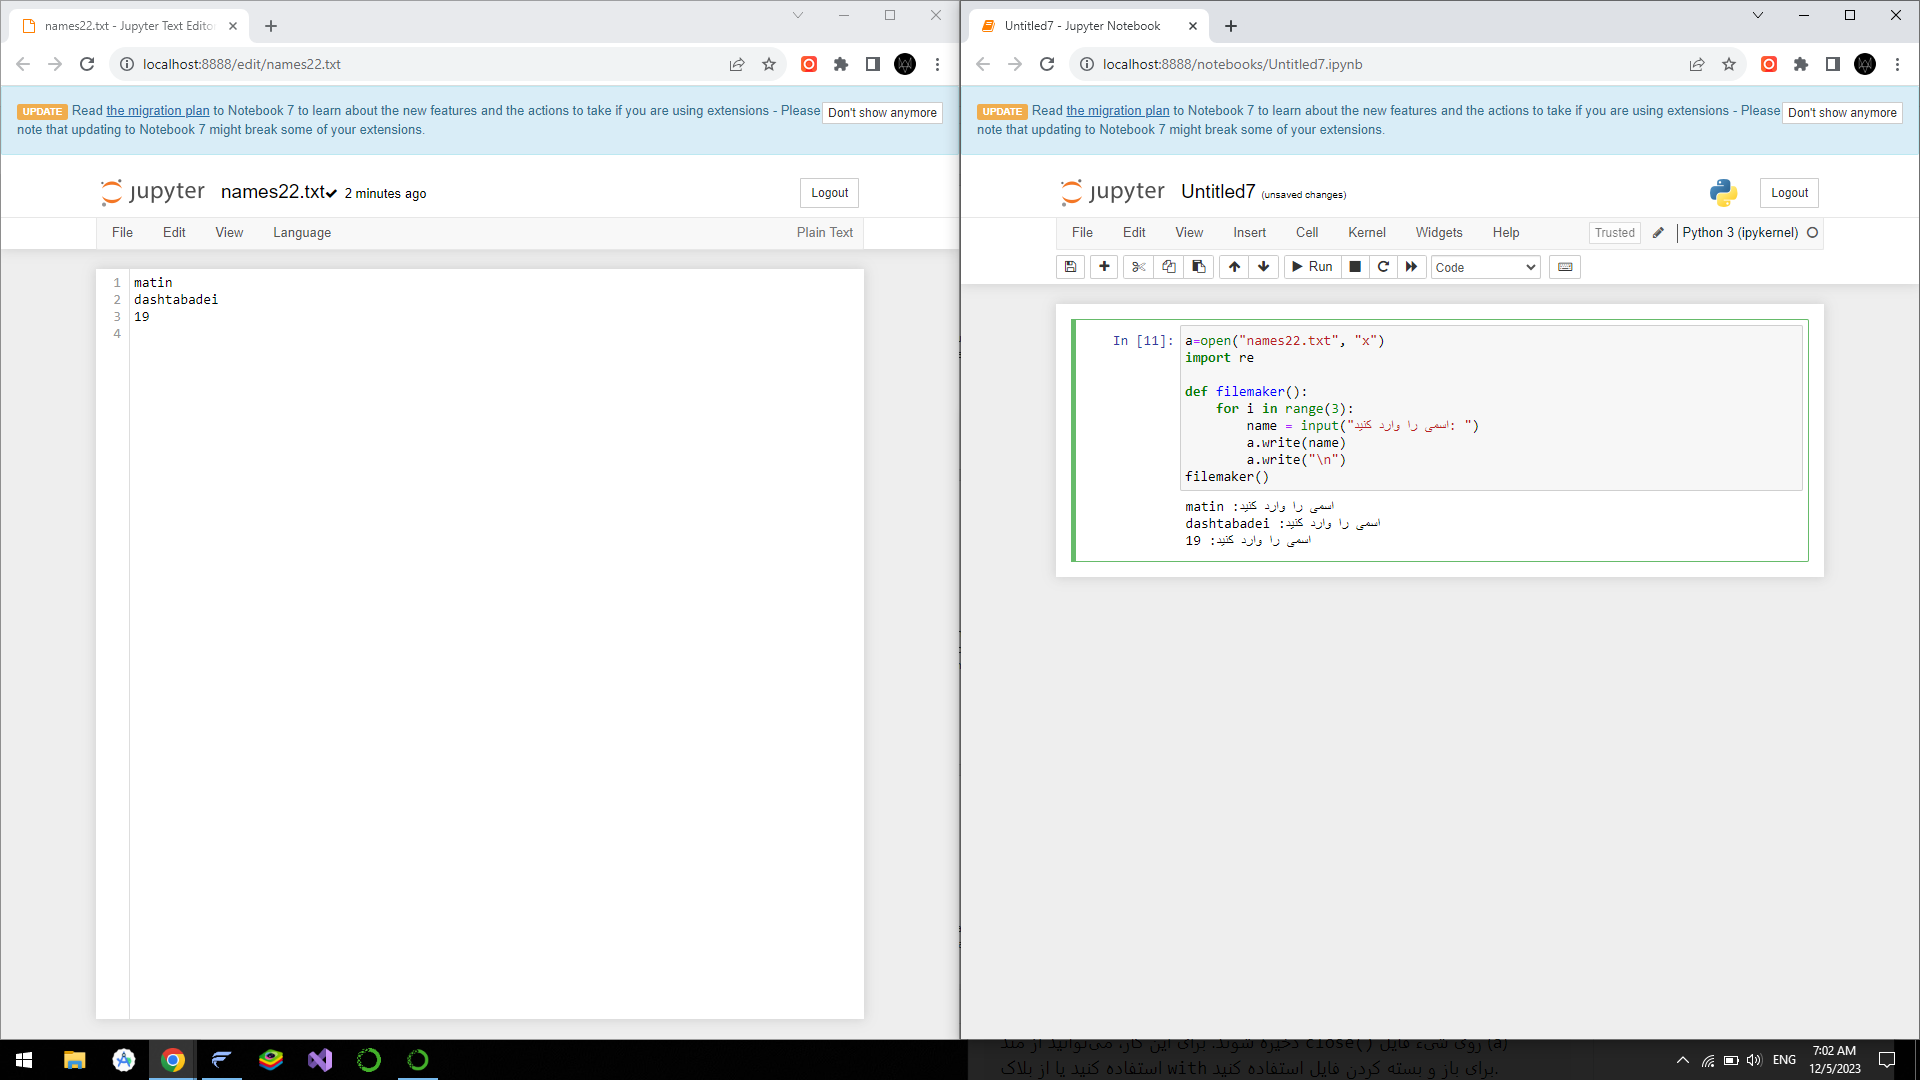 names22.txt - Jupyter Text Edito
localhost:8888/edit/names22.txt
UPDATE Read the migration plan to Notebook 7 to learn about the new features and the actions to take if you are using extensions - Please
note that updating to Notebook 7 might break some of your extensions.
Don't show anymore
jupyter names22.txt 2 minutes ago
Logout
File Edit View Language Plain Text
1 matin
2 dashtabadei
3 19
4
Untitled7 - Jupyter Notebook
localhost:8888/notebooks/Untitled7.ipynb
UPDATE Read the migration plan to Notebook 7 to learn about the new features and the actions to take if you are using extensions - Please
note that updating to Notebook 7 might break some of your extensions.
Don't show anymore
jupyter Untitled7 (unsaved changes)
Logout
File Edit View Insert Cell Kernel Widgets Help Trusted Python 3 (ipykernel)
Run Code
In [11]: a=open("names22.txt", "x")
import re
def filemaker():
for i in range(3):
name = input("اسمی را وارد کنید: ")
a.write(name)
a.write("\n")
filemaker()
اسمی را وارد کنید: matin
اسمی را وارد کنید: dashtabadei
اسمی را وارد کنید: 19
روی شیء فایل (a) close() ذخیره شوند. برای این کار، می‌توانید از متد
برای باز و بسته کردن فایل استفاده کنید with استفاده کنید یا از بلاک.
ENG
7:02 AM
12/5/2023